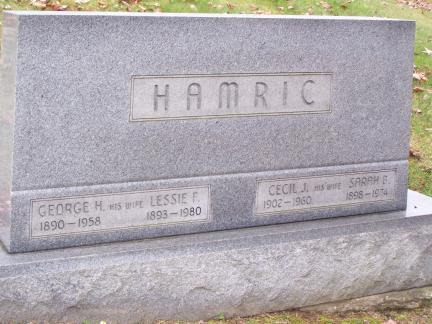 HAMRIC
GEORGE H. HIS WIFE LESSIE F.
1890-1958 1893-1980
CECIL J. HIS WIFE SARAH B.
1902-1960 1898-1974